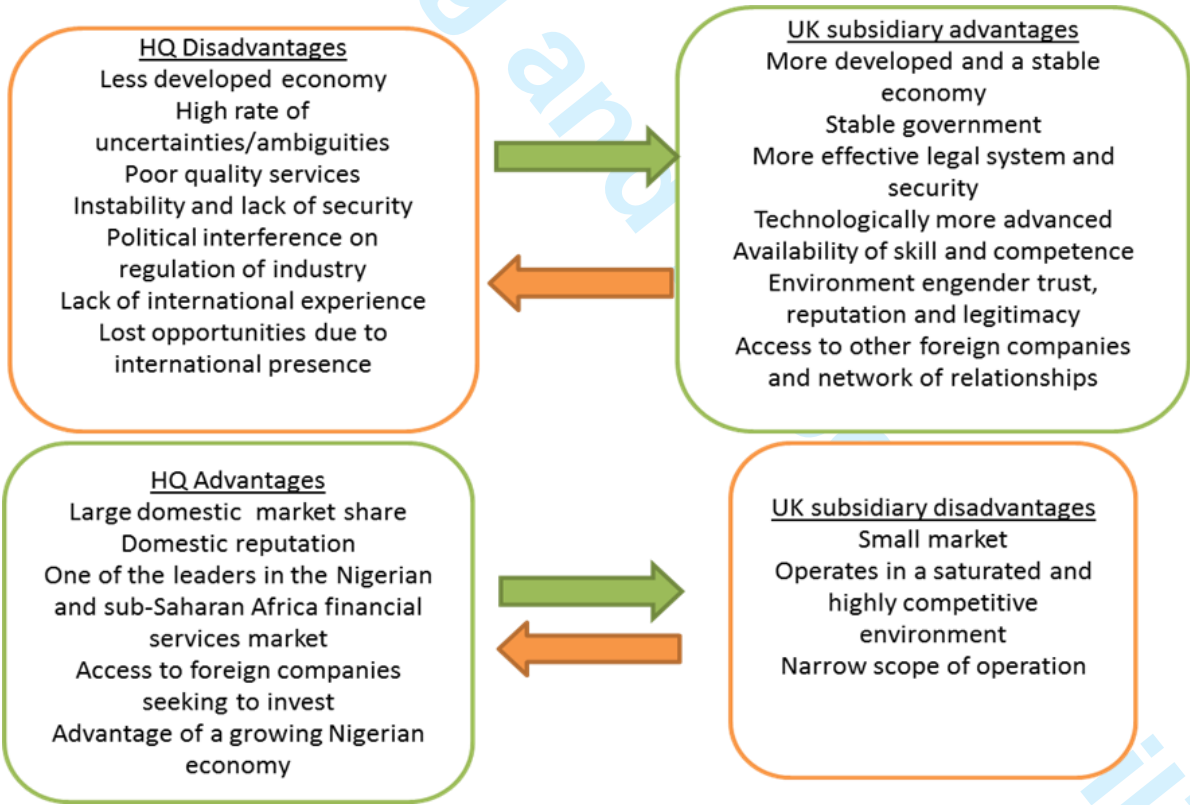 HQ Disadvantages
Less developed economy
High rate of
uncertainties/ambiguities
Poor quality services
Instability and lack of security
Political interference on
regulation of industry
Lack of international experience
Lost opportunities due to
international presence
UK subsidiary advantages
More developed and a stable
economy
Stable government
More effective legal system and
security
Technologically more advanced
Availability of skill and competence
Environment engender trust,
reputation and legitimacy
Access to other foreign companies
and network of relationships
HQ Advantages
Large domestic market share
Domestic reputation
One of the leaders in the Nigerian
and sub-Saharan Africa financial
services market
Access to foreign companies
seeking to invest
Advantage of a growing Nigerian
economy
UK subsidiary disadvantages
Small market
Operates in a saturated and
highly competitive
environment
Narrow scope of operation
and